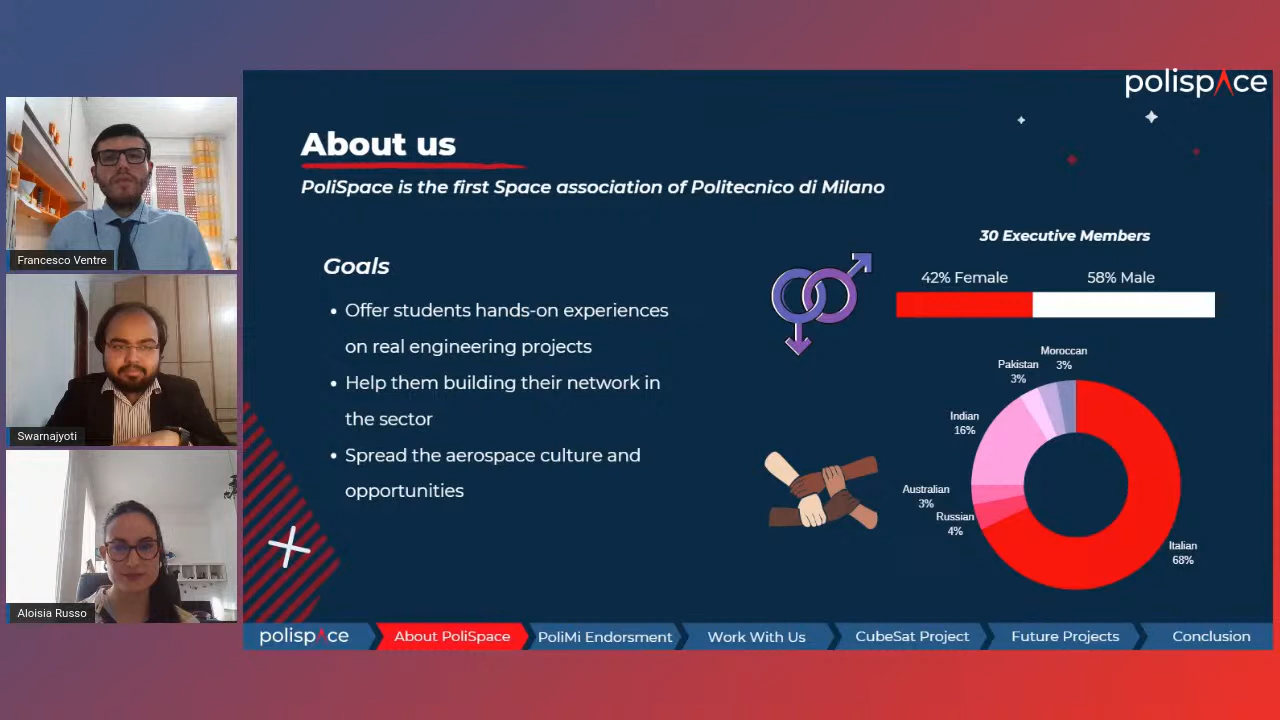 polispace
About us
PoliSpace is the first Space association of Politecnico di Milano
Goals
• Offer students hands-on experiences
on real engineering projects
• Help them building their network in
the sector
• Spread the aerospace culture and
opportunities
30 Executive Members
42% Female 58% Male
Moroccan
3%
Pakistan
3%
Indian
16%
Australian
3%
Russian
4%
Italian
68%
Francesco Ventre
Swarnajyoti
Aloisia Russo
polispace About PoliSpace PoliMi Endorsment Work With Us CubeSat Project Future Projects Conclusion